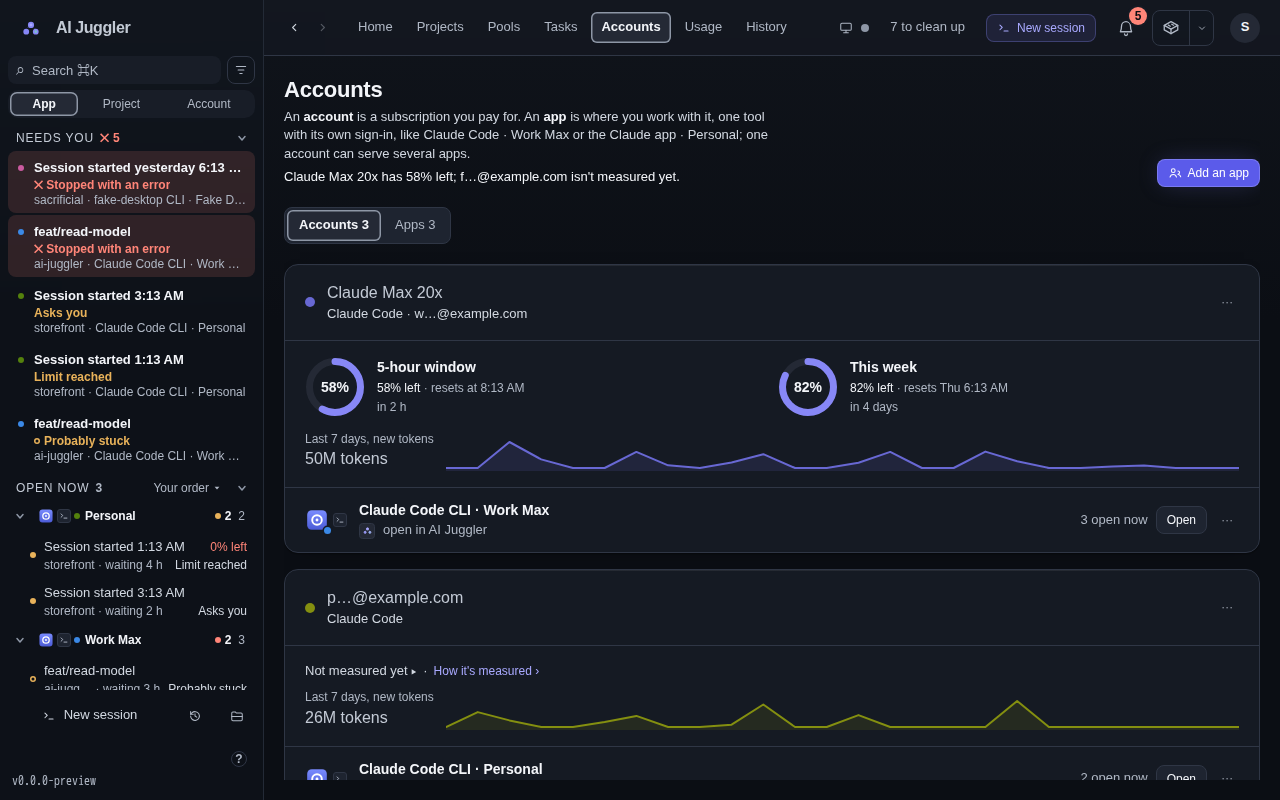 AI Juggler
Search ⌘K
App
Project
Account
NEEDS YOU 5
Session started yesterday 6:13 …
Stopped with an error
sacrificial · fake-desktop CLI · Fake D…
feat/read-model
Stopped with an error
ai-juggler · Claude Code CLI · Work …
Session started 3:13 AM
Asks you
storefront · Claude Code CLI · Personal
Session started 1:13 AM
Limit reached
storefront · Claude Code CLI · Personal
feat/read-model
Probably stuck
ai-juggler · Claude Code CLI · Work …
OPEN NOW 3
Your order
Personal
2 2
Session started 1:13 AM
0% left
storefront · waiting 4 h
Limit reached
Session started 3:13 AM
storefront · waiting 2 h
Asks you
Work Max
2 3
feat/read-model
ai-jugg… · waiting 3 h
Probably stuck
New session
?
v0.0.0-preview
Home
Projects
Pools
Tasks
Accounts
Usage
History
7 to clean up
New session
5
S
Accounts
An account is a subscription you pay for. An app is where you work with it, one tool
with its own sign-in, like Claude Code · Work Max or the Claude app · Personal; one
account can serve several apps.
Claude Max 20x has 58% left; f…@example.com isn't measured yet.
Add an app
Accounts 3
Apps 3
Claude Max 20x
Claude Code · w…@example.com
58%
5-hour window
58% left · resets at 8:13 AM
in 2 h
82%
This week
82% left · resets Thu 6:13 AM
in 4 days
Last 7 days, new tokens
50M tokens
Claude Code CLI · Work Max
open in AI Juggler
3 open now
Open
p…@example.com
Claude Code
Not measured yet ▸ · How it's measured ›
Last 7 days, new tokens
26M tokens
Claude Code CLI · Personal
2 open now
Open